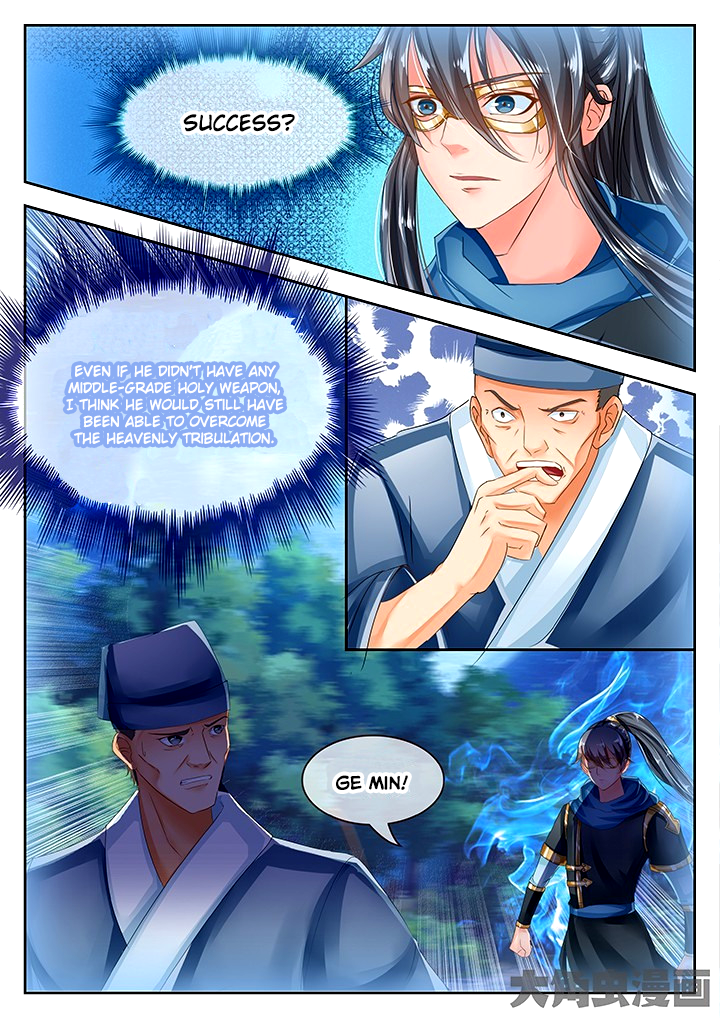 SUCCESS?
EVEN IF HE DIDN'T HAVE ANY
MIDDLE-GRADE HOLY WEAPON,
I THINK HE WOULD STILL HAVE
BEEN ABLE TO OVERCOME
THE HEAVENLY TRIBULATION.
GE MIN!
大角虫漫画